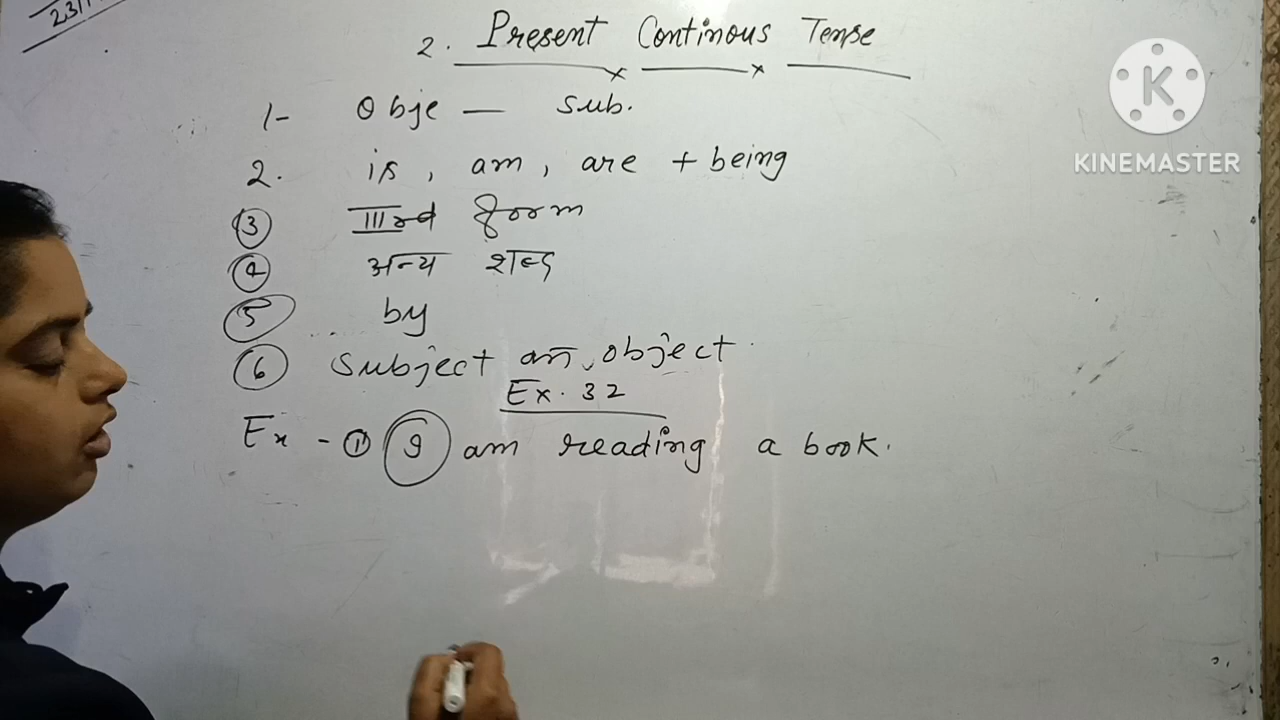 2. Present Continous Tense
1- Obje — sub.
2. is, am, are + being
3 IIIrd form
4 अन्य शब्द
5 by
6 Subject का object
Ex. 32
Ex - 1 I am reading a book.
K
KINEMASTER